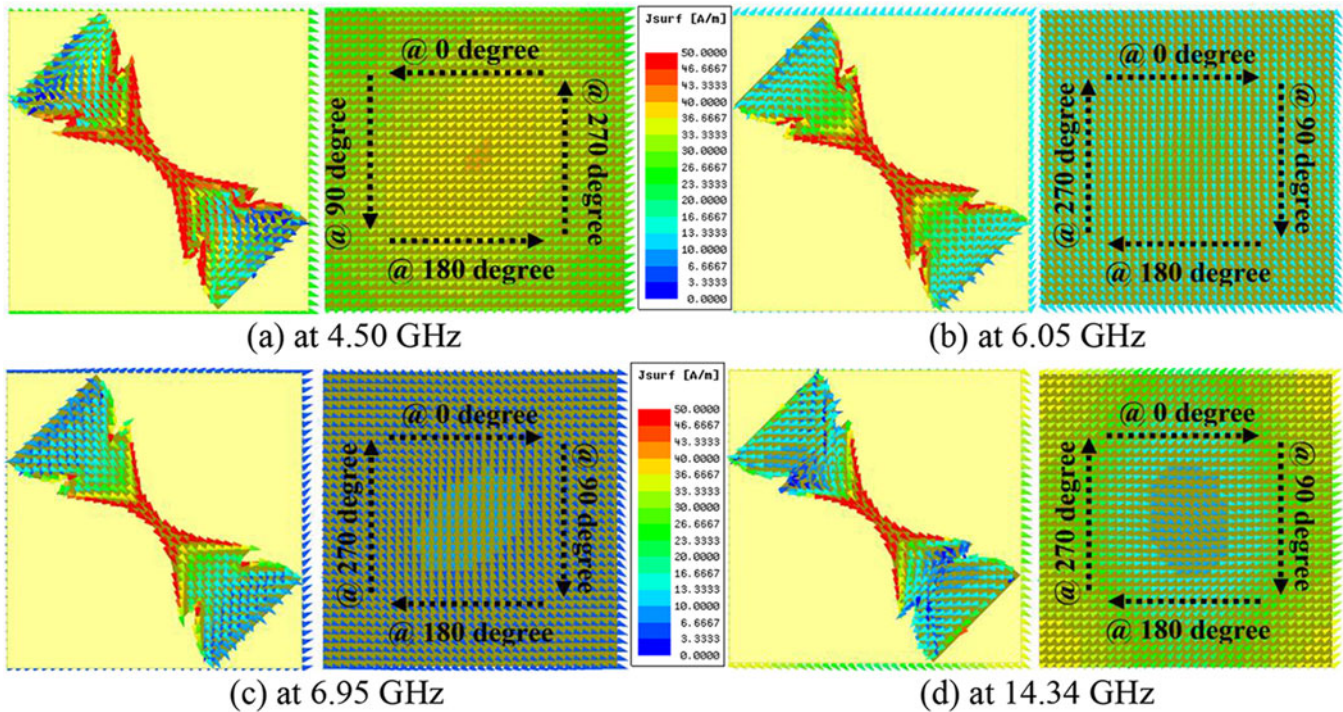 @ 0 degree
@ 90 degree
@ 270 degree
@ 180 degree
Jsurf [A/m]
50.0000
46.6667
43.3333
40.0000
36.6667
33.3333
30.0000
26.6667
23.3333
20.0000
16.6667
13.3333
10.0000
6.6667
3.3333
0.0000
@ 0 degree
@ 270 degree
@ 90 degree
@ 180 degree
(a) at 4.50 GHz
(b) at 6.05 GHz
@ 0 degree
@ 270 degree
@ 90 degree
@ 180 degree
Jsurf [A/m]
50.0000
46.6667
43.3333
40.0000
36.6667
33.3333
30.0000
26.6667
23.3333
20.0000
16.6667
13.3333
10.0000
6.6667
3.3333
0.0000
@ 0 degree
@ 270 degree
@ 90 degree
@ 180 degree
(c) at 6.95 GHz
(d) at 14.34 GHz